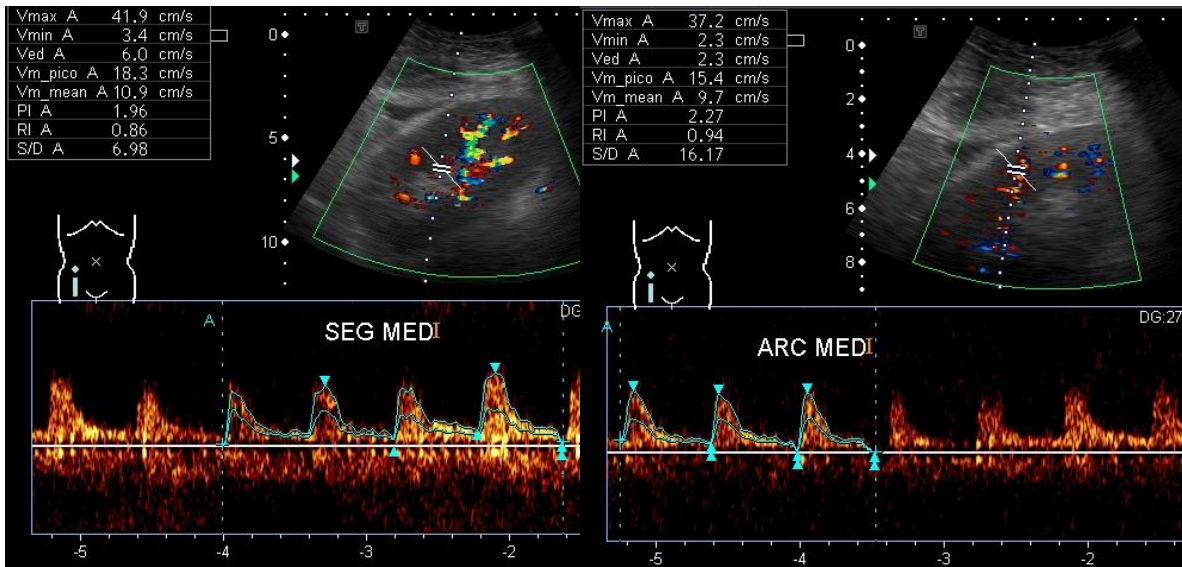 Vmax A 41.9 cm/s
Vmin A 3.4 cm/s
Ved A 6.0 cm/s
Vm_pico A 18.3 cm/s
Vm_mean A 10.9 cm/s
PI A 1.96
RI A 0.86
S/D A 6.98
T
0
5
10
i
A
SEG MED
DG
-5
-4
-3
-2
Vmax A 37.2 cm/s
Vmin A 2.3 cm/s
Ved A 2.3 cm/s
Vm_pico A 15.4 cm/s
Vm_mean A 9.7 cm/s
PI A 2.27
RI A 0.94
S/D A 16.17
T
0
2
4
6
8
i
A
ARC MED
DG:27
-5
-4
-3
-2